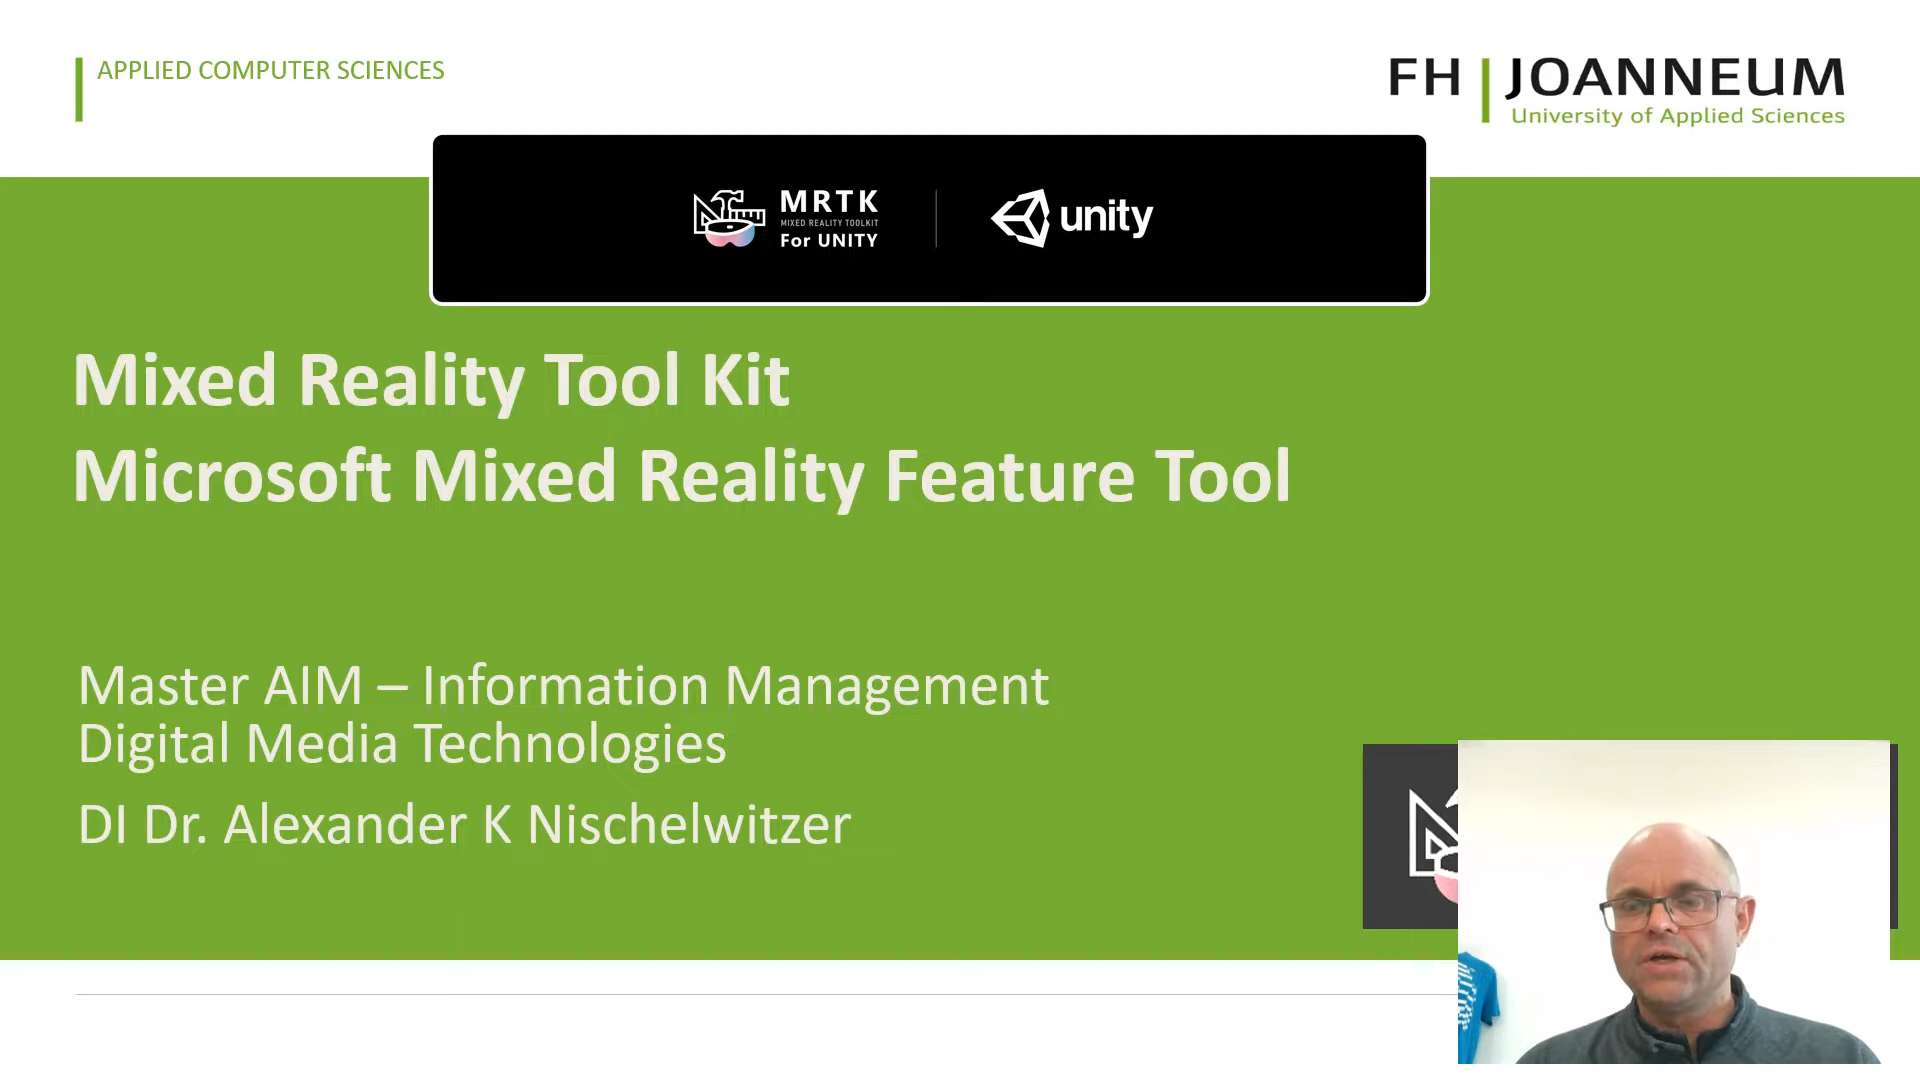 APPLIED COMPUTER SCIENCES
FH JOANNEUM
University of Applied Sciences
MRTK
MIXED REALITY TOOLKIT
For UNITY
unity
Mixed Reality Tool Kit
Microsoft Mixed Reality Feature Tool
Master AIM – Information Management
Digital Media Technologies
DI Dr. Alexander K Nischelwitzer